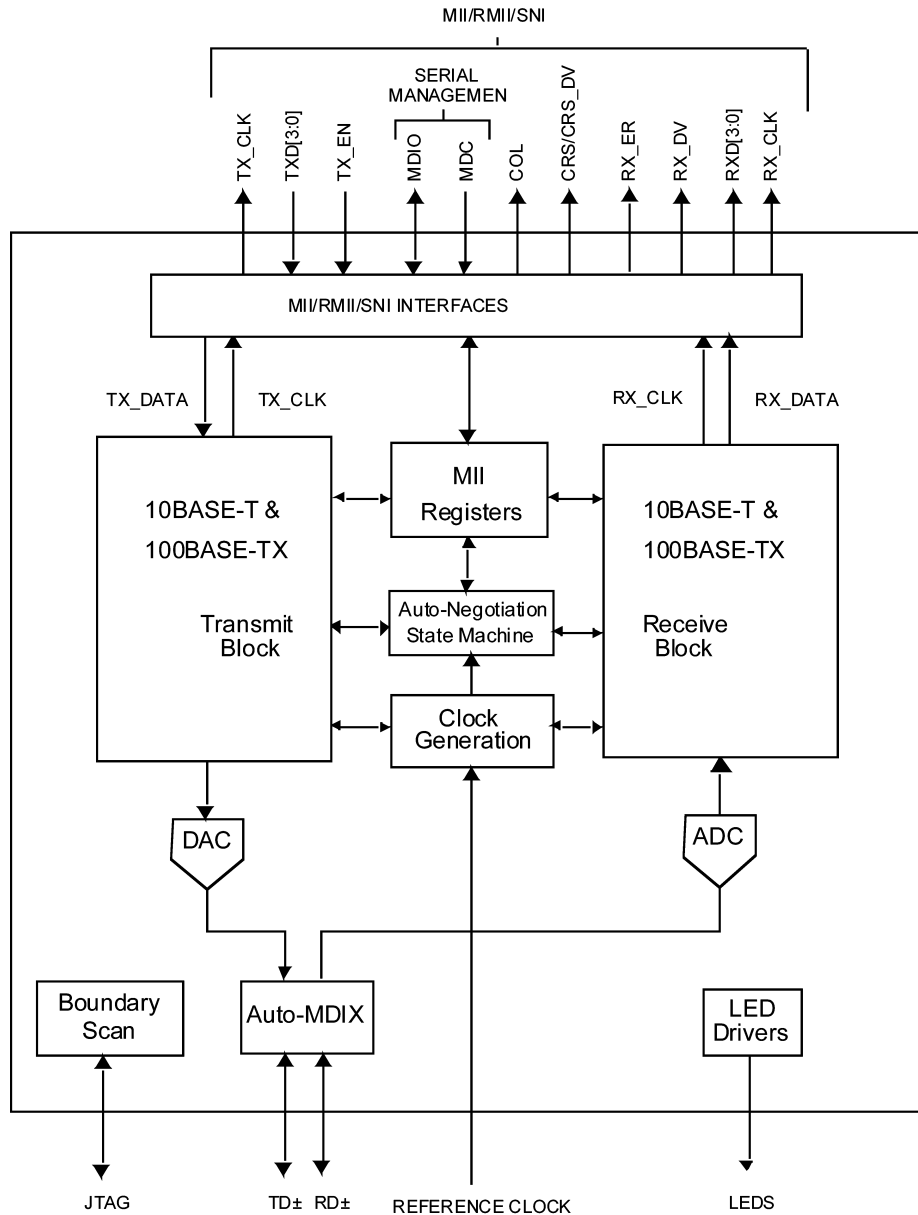 MII/RMII/SNI
SERIAL
MANAGEMEN
TX_CLK
TXD[3:0]
TX_EN
MDIO
MDC
COL
CRS/CRS_DV
RX_ER
RX_DV
RXD[3:0]
RX_CLK
MII/RMII/SNI INTERFACES
TX_DATA
TX_CLK
RX_CLK
RX_DATA
10BASE-T &
100BASE-TX
Transmit
Block
MII
Registers
Auto-Negotiation
State Machine
Clock
Generation
10BASE-T &
100BASE-TX
Receive
Block
DAC
ADC
Boundary
Scan
Auto-MDIX
LED
Drivers
JTAG
TD±
RD±
REFERENCE CLOCK
LEDS